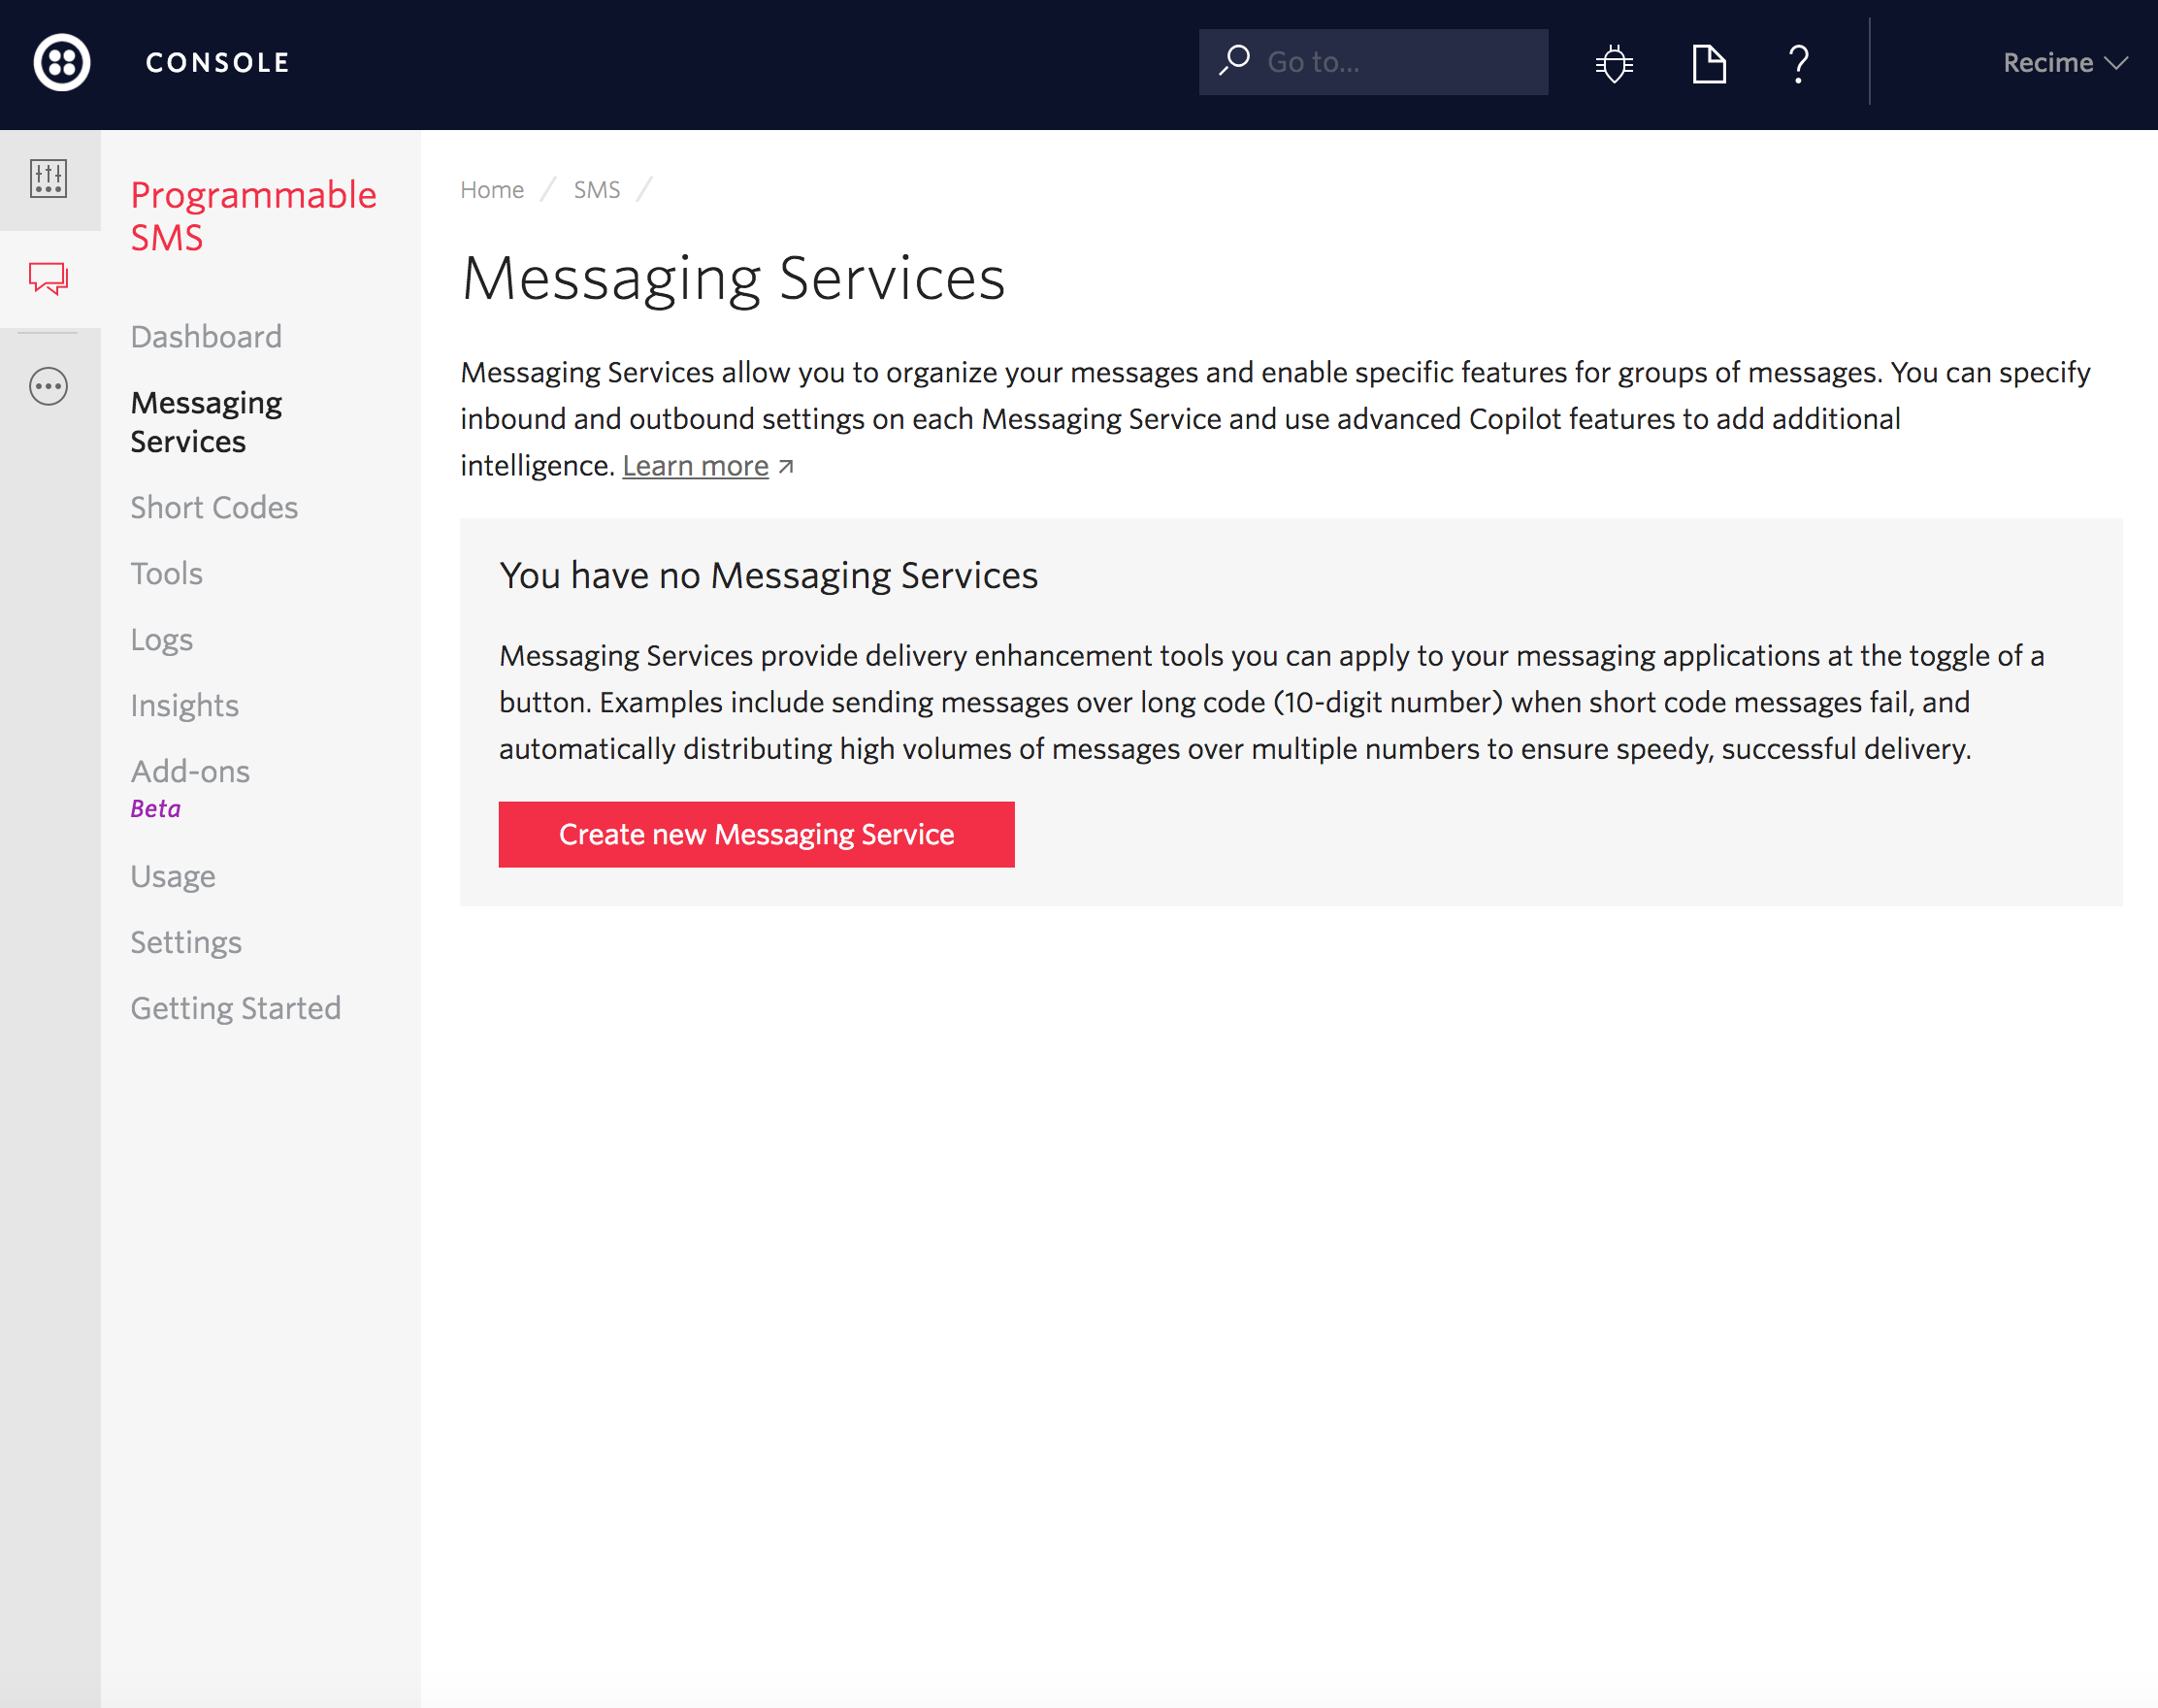 CONSOLE
Go to...
?
Recime
Programmable
SMS
Dashboard
Messaging
Services
Short Codes
Tools
Logs
Insights
Add-ons
Beta
Usage
Settings
Getting Started
Home / SMS /
Messaging Services
Messaging Services allow you to organize your messages and enable specific features for groups of messages. You can specify
inbound and outbound settings on each Messaging Service and use advanced Copilot features to add additional
intelligence. Learn more
You have no Messaging Services
Messaging Services provide delivery enhancement tools you can apply to your messaging applications at the toggle of a
button. Examples include sending messages over long code (10-digit number) when short code messages fail, and
automatically distributing high volumes of messages over multiple numbers to ensure speedy, successful delivery.
Create new Messaging Service